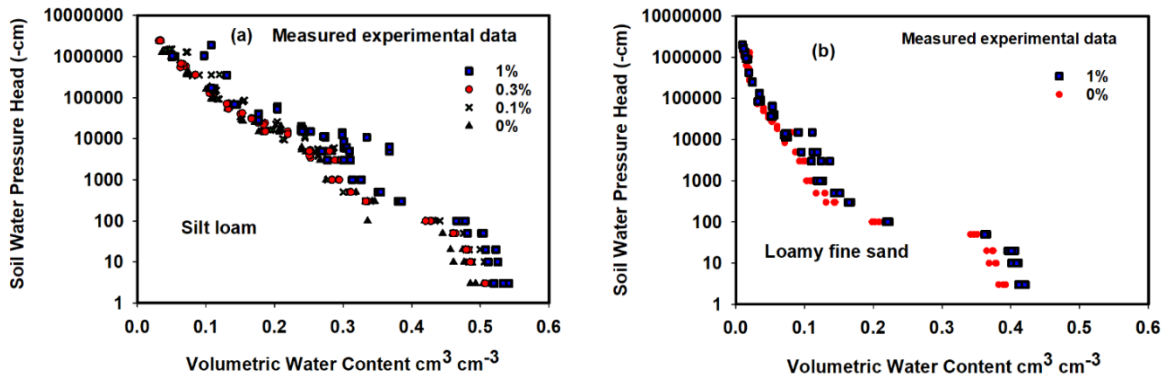 (a) Measured experimental data
1%
0.3%
0.1%
0%
Silt loam
Soil Water Pressure Head (-cm)
10000000
1000000
100000
10000
1000
100
10
1
0.0 0.1 0.2 0.3 0.4 0.5 0.6
Volumetric Water Content cm³ cm⁻³
(b) Measured experimental data
1%
0%
Loamy fine sand
Soil Water Pressure Head (-cm)
10000000
1000000
100000
10000
1000
100
10
1
0.0 0.1 0.2 0.3 0.4 0.5 0.6
Volumetric Water Content cm³ cm⁻³